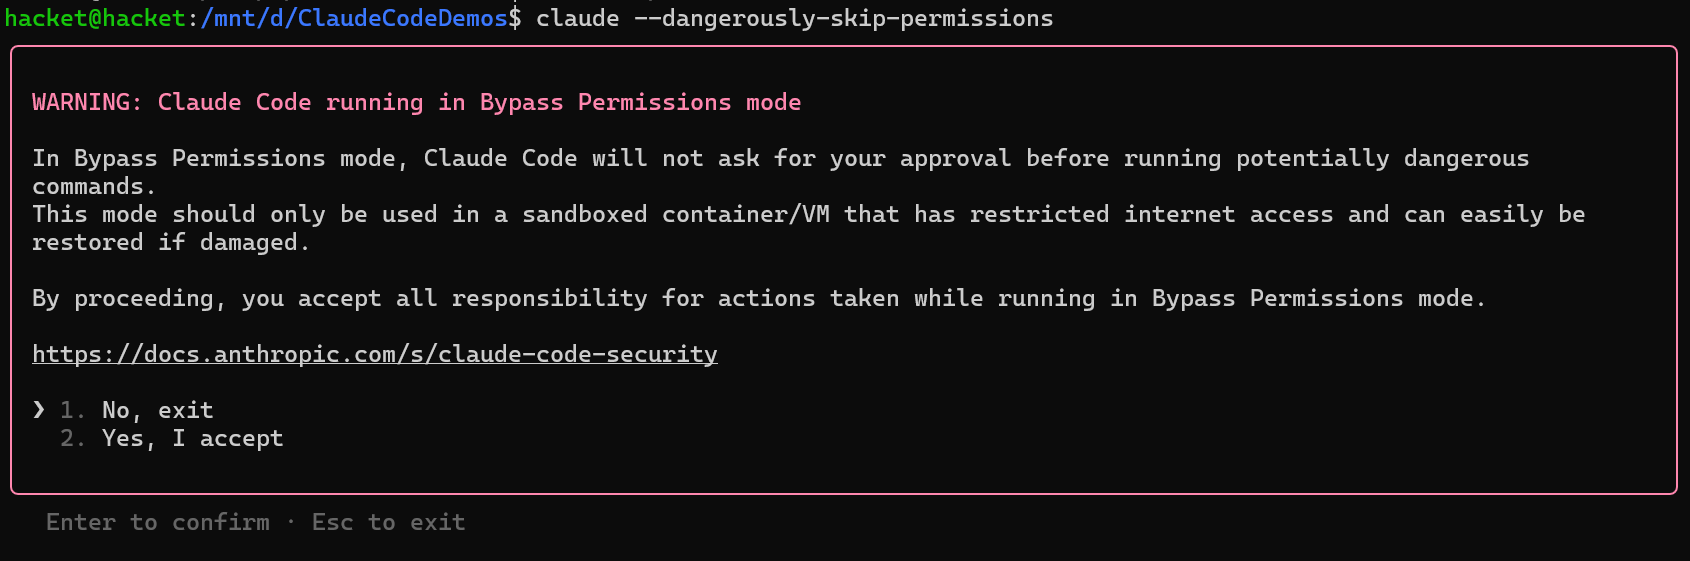 hacket@hacket:/mnt/d/ClaudeCodeDemos$ claude --dangerously-skip-permissions
WARNING: Claude Code running in Bypass Permissions mode
In Bypass Permissions mode, Claude Code will not ask for your approval before running potentially dangerous
commands.
This mode should only be used in a sandboxed container/VM that has restricted internet access and can easily be
restored if damaged.
By proceeding, you accept all responsibility for actions taken while running in Bypass Permissions mode.
https://docs.anthropic.com/s/claude-code-security
❯ 1. No, exit
2. Yes, I accept
Enter to confirm · Esc to exit